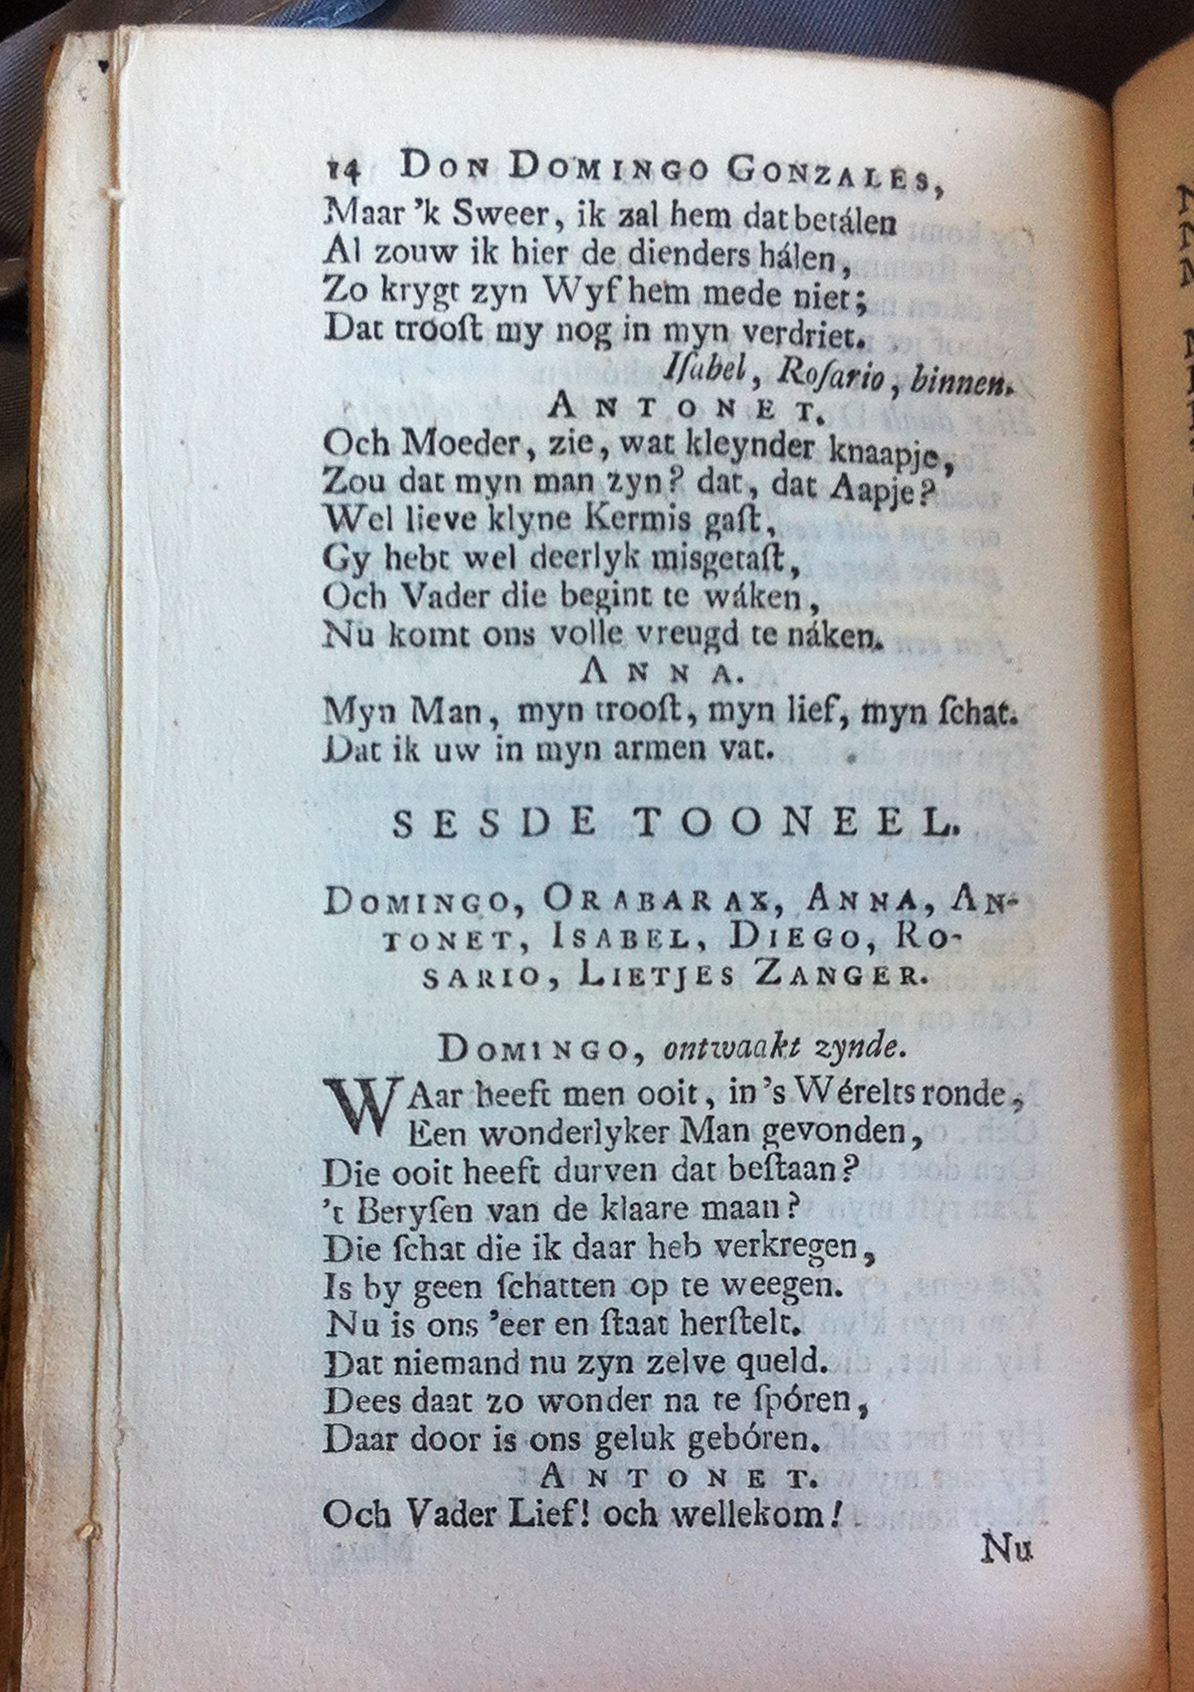 14 DON DOMINGO GONZALES,
Maar 'k Sweer, ik zal hem dat betálen
Al zouw ik hier de dienders hálen,
Zo krygt zyn Wyf hem mede niet;
Dat trooſt my nog in myn verdriet.
Iſabel, Roſario, binnen.
ANTONET.
Och Moeder, zie, wat kleynder knaapje,
Zou dat myn man zyn? dat, dat Aapje?
Wel lieve klyne Kermis gaſt,
Gy hebt wel deerlyk misgetaſt,
Och Vader die begint te wáken,
Nu komt ons volle vreugd te náken.
ANNA.
Myn Man, myn trooſt, myn lief, myn ſchat.
Dat ik uw in myn armen vat.
SESDE TOONEEL.
DOMINGO, ORABARAX, ANNA, AN-
TONET, ISABEL, DIEGO, RO-
SARIO, LIETJES ZANGER.
DOMINGO, ontwaakt zynde.
WAar heeft men ooit, in 's Wérelts ronde,
Een wonderlyker Man gevonden,
Die ooit heeft durven dat beſtaan?
't Beryſen van de klaare maan?
Die ſchat die ik daar heb verkregen,
Is by geen ſchatten op te weegen.
Nu is ons 'eer en ſtaat herſtelt.
Dat niemand nu zyn zelve queld.
Dees daat zo wonder na te ſpóren,
Daar door is ons geluk gebóren.
ANTONET.
Och Vader Lief! och wellekom!
Nu